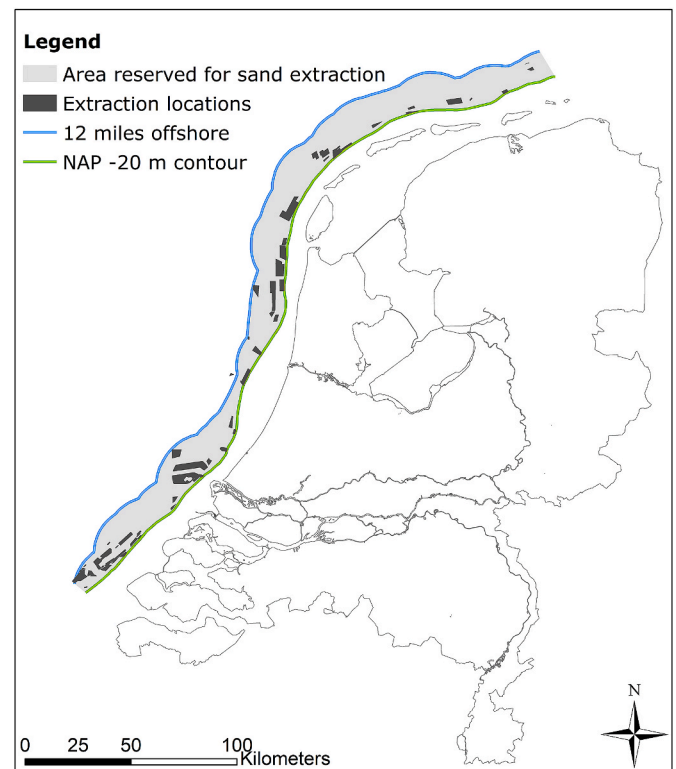 Legend
Area reserved for sand extraction
Extraction locations
12 miles offshore
NAP -20 m contour
N
0 25 50 100
Kilometers